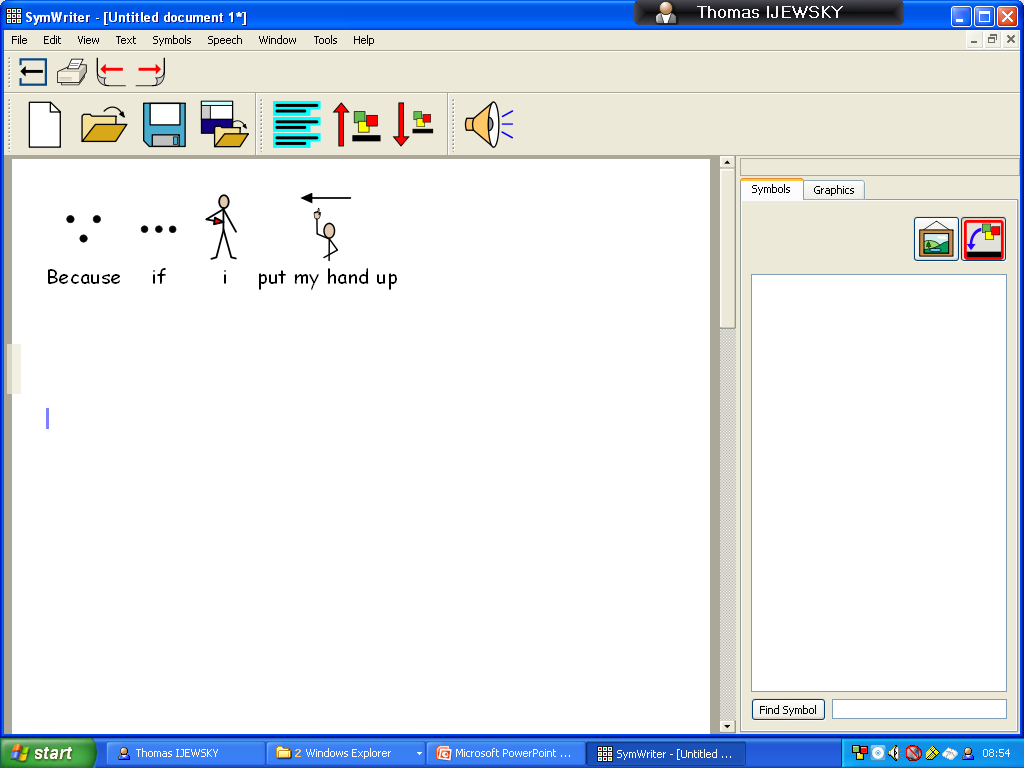 SymWriter - [Untitled document 1*]
Thomas IJEWSKY
File Edit View Text Symbols Speech Window Tools Help
Symbols Graphics
Because if i put my hand up
Find Symbol
start Thomas IJEWSKY 2 Windows Explorer Microsoft PowerPoint ... SymWriter - [Untitled ... 08:54